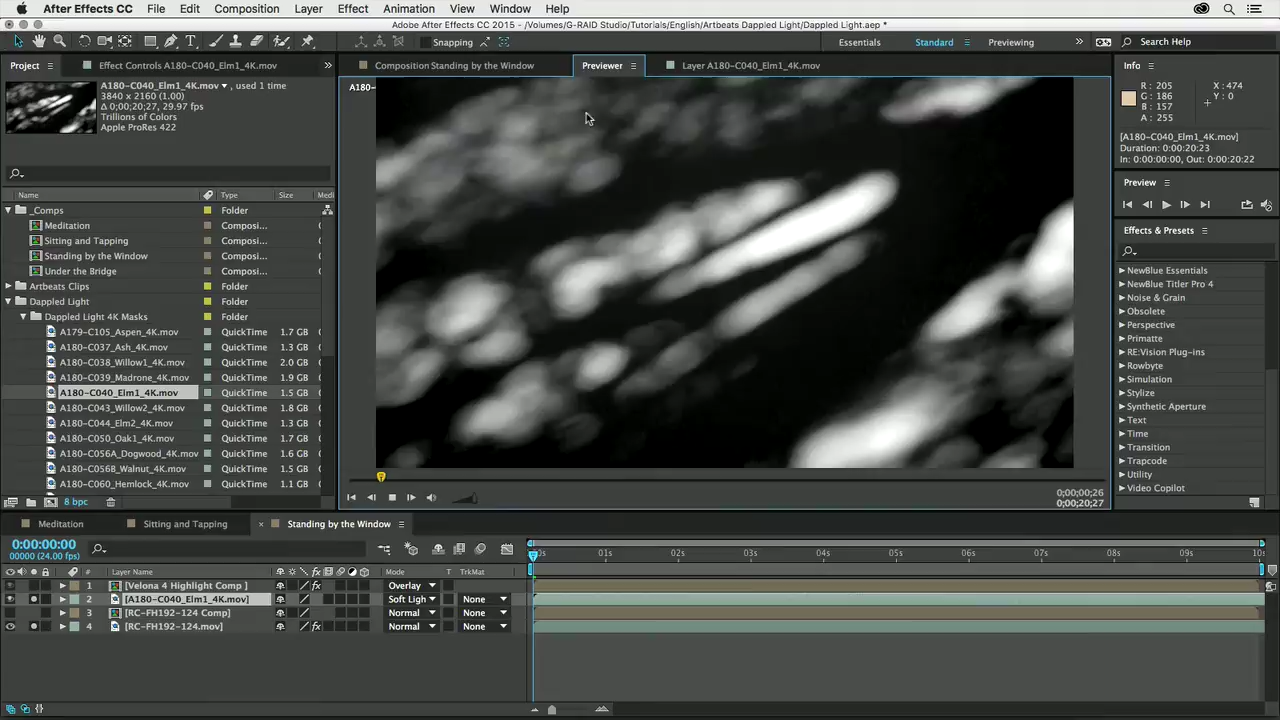 After Effects CC File Edit Composition Layer Effect Animation View Window Help
Adobe After Effects CC 2015 - /Volumes/G-RAID Studio/Tutorials/English/Artbeats Dappled Light/Dappled Light.aep *
Snapping Essentials Standard Previewing Search Help
Project Effect Controls A180-C040_Elm1_4K.mov
Composition Standing by the Window Previewer Layer A180-C040_Elm1_4K.mov
Info
A180-C040_Elm1_4K.mov , used 1 time
3840 x 2160 (1.00)
Δ 0;00;20;27, 29.97 fps
Trillions of Colors
Apple ProRes 422
A180-
R : 205
G : 186
B : 157
A : 255
X : 474
Y : 0
[A180-C040_Elm1_4K.mov]
Duration: 0:00:20:23
In: 0:00:00:00, Out: 0:00:20:22
Preview
Effects & Presets
NewBlue Essentials
NewBlue Titler Pro 4
Noise & Grain
Obsolete
Perspective
Primatte
RE:Vision Plug-ins
Rowbyte
Simulation
Stylize
Synthetic Aperture
Text
Time
Transition
Trapcode
Utility
Video Copilot
Name Type Size Medi
_Comps Folder
Meditation Composi...
Sitting and Tapping Composi...
Standing by the Window Composi...
Under the Bridge Composi...
Artbeats Clips Folder
Dappled Light Folder
Dappled Light 4K Masks Folder
A179-C105_Aspen_4K.mov QuickTime 1.7 GB
A180-C037_Ash_4K.mov QuickTime 1.3 GB
A180-C038_Willow1_4K.mov QuickTime 2.0 GB
A180-C039_Madrone_4K.mov QuickTime 1.9 GB
A180-C040_Elm1_4K.mov QuickTime 1.5 GB
A180-C043_Willow2_4K.mov QuickTime 1.8 GB
A180-C044_Elm2_4K.mov QuickTime 1.3 GB
A180-C050_Oak1_4K.mov QuickTime 1.7 GB
A180-C056A_Dogwood_4K.mov QuickTime 1.6 GB
A180-C056B_Walnut_4K.mov QuickTime 1.5 GB
A180-C060_Hemlock_4K.mov QuickTime 1.1 GB
8 bpc
0;00;00;26
0;00;20;27
Meditation Sitting and Tapping × Standing by the Window
0:00:00:00
00000 (24.00 fps)
0s 01s 02s 03s 04s 05s 06s 07s 08s 09s 10s
# Layer Name Mode T TrkMat
1 [Velona 4 Highlight Comp ] Overlay
2 [A180-C040_Elm1_4K.mov] Soft Ligh None
3 [RC-FH192-124 Comp] Normal None
4 [RC-FH192-124.mov] Normal None